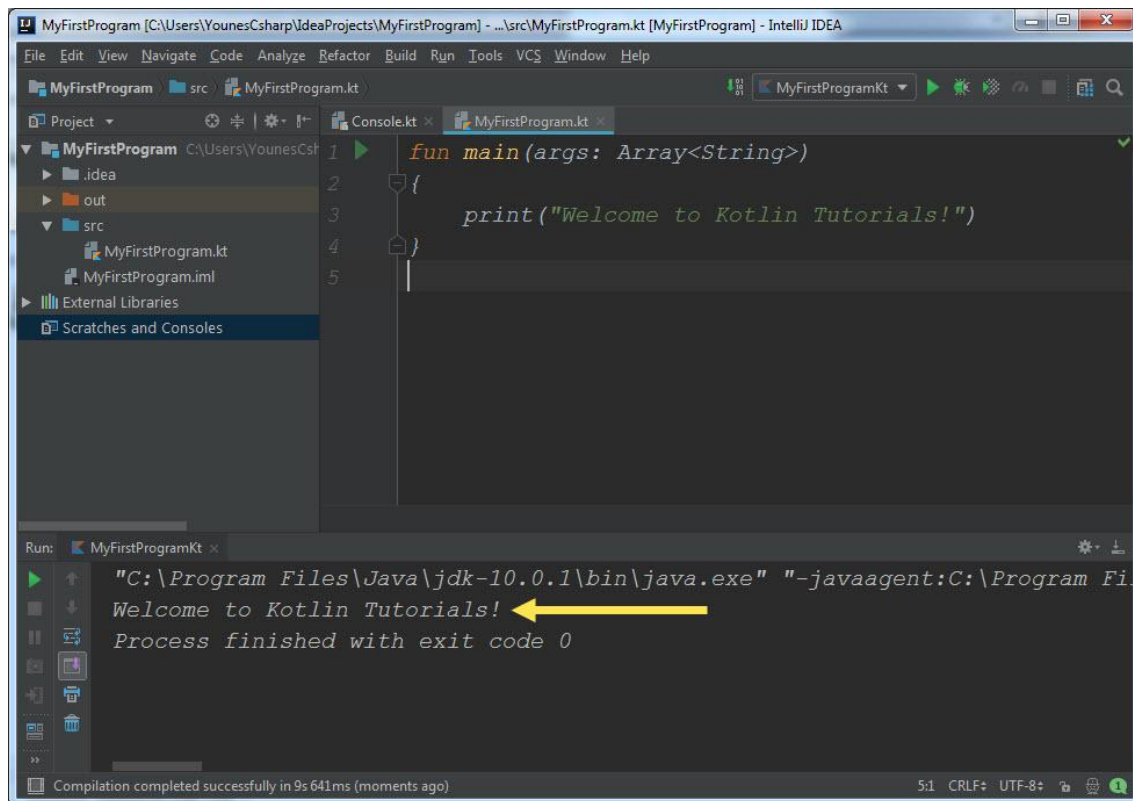 MyFirstProgram [C:\Users\YounesCsharp\IdeaProjects\MyFirstProgram] - ...\src\MyFirstProgram.kt [MyFirstProgram] - IntelliJ IDEA
File Edit View Navigate Code Analyze Refactor Build Run Tools VCS Window Help
MyFirstProgram src MyFirstProgram.kt MyFirstProgramKt
Project Console.kt MyFirstProgram.kt
MyFirstProgram C:\Users\YounesCsh
.idea
out
src
MyFirstProgram.kt
MyFirstProgram.iml
External Libraries
Scratches and Consoles
1 fun main(args: Array<String>)
2 {
3 print("Welcome to Kotlin Tutorials!")
4 }
5
Run: MyFirstProgramKt
"C:\Program Files\Java\jdk-10.0.1\bin\java.exe" "-javaagent:C:\Program Fi
Welcome to Kotlin Tutorials!
Process finished with exit code 0
Compilation completed successfully in 9s 641ms (moments ago) 5:1 CRLF UTF-8 1